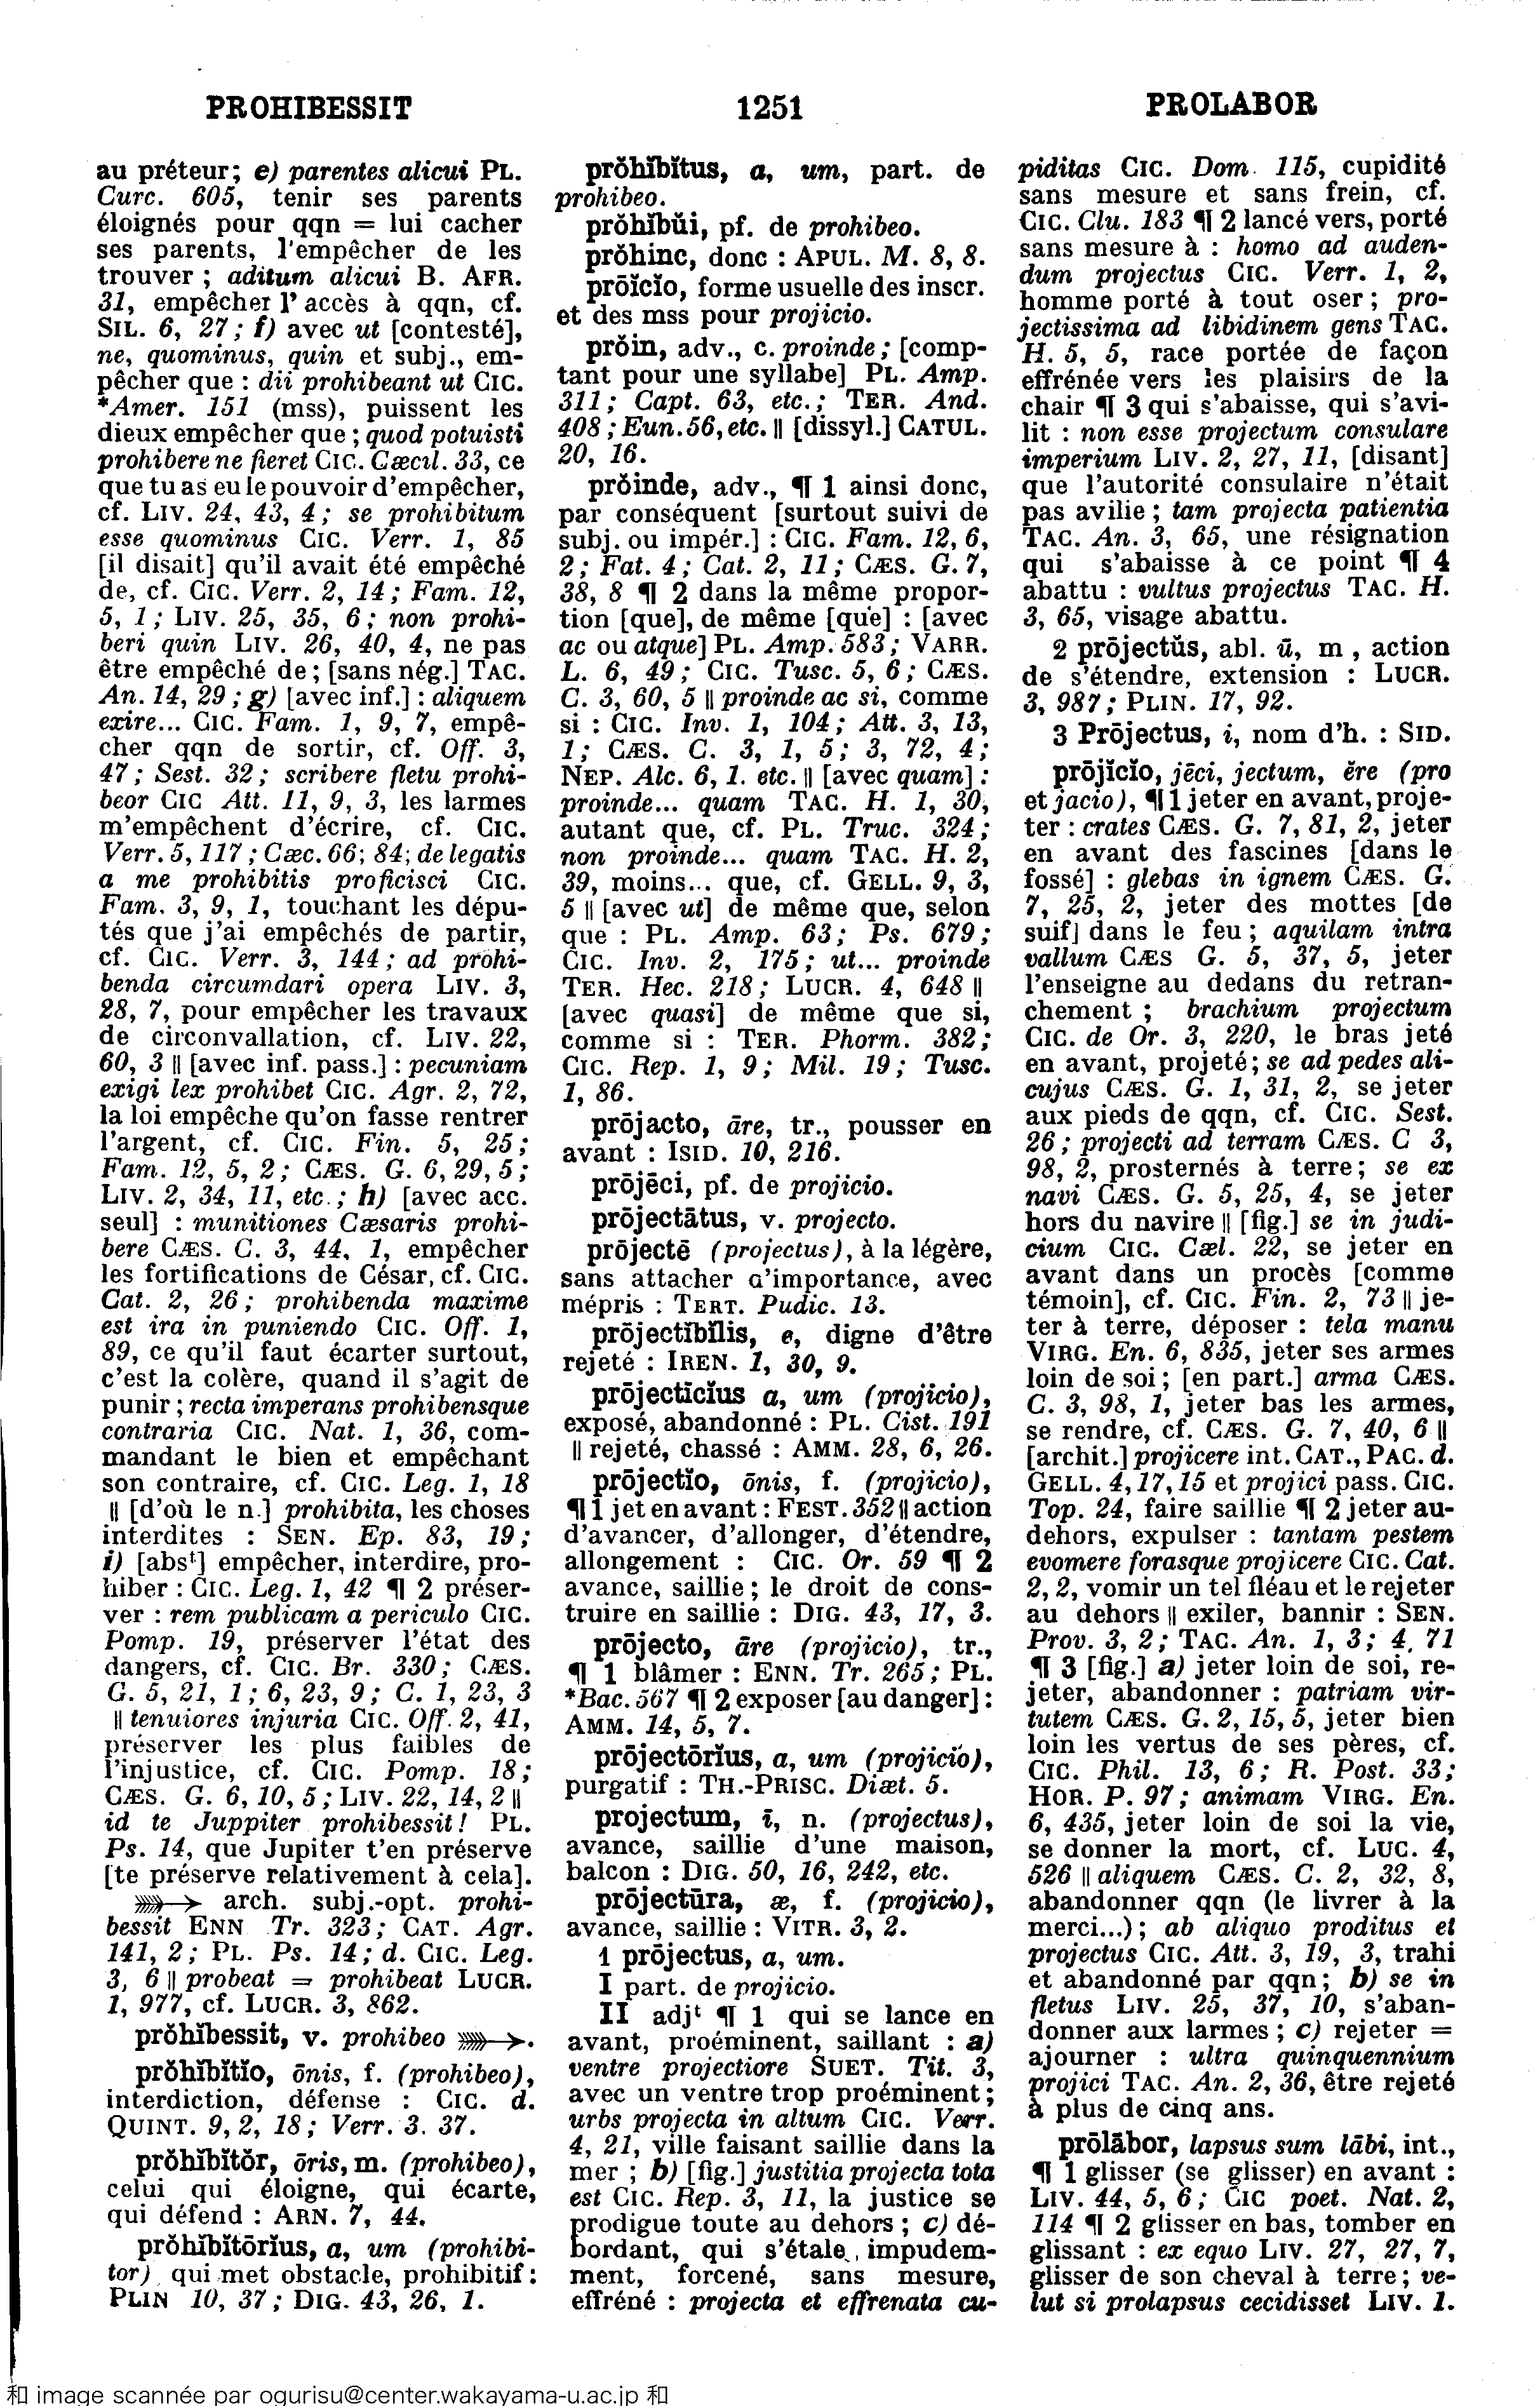 PROHIBESSIT
1251
PROLABOR
au préteur; e) parentes alicui PL.
Curc. 605, tenir ses parents
éloignés pour qqn = lui cacher
ses parents, l'empêcher de les
trouver ; aditum alicui B. AFR.
31, empêcher l'accès à qqn, cf.
SIL. 6, 27 ; f) avec ut [contesté],
ne, quominus, quin et subj., em-
pêcher que : dii prohibeant ut CIC.
*Amer. 151 (mss), puissent les
dieux empêcher que ; quod potuisti
prohibere ne fieret CIC. Cæcil. 33, ce
que tu as eu le pouvoir d'empêcher,
cf. LIV. 24, 43, 4 ; se prohibitum
esse quominus CIC. Verr. 1, 85
[il disait] qu'il avait été empêché
de, cf. CIC. Verr. 2, 14 ; Fam. 12,
5, 1 ; LIV. 25, 35, 6 ; non prohi-
beri quin LIV. 26, 40, 4, ne pas
être empêché de ; [sans nég.] TAC.
An. 14, 29 ; g) [avec inf.] : aliquem
exire... CIC. Fam. 1, 9, 7, empê-
cher qqn de sortir, cf. Off. 3,
47 ; Sest. 32 ; scribere fletu prohi-
beor CIC Att. 11, 9, 3, les larmes
m'empêchent d'écrire, cf. CIC.
Verr. 5, 117 ; Cæc. 66; 84; de legatis
a me prohibitis proficisci CIC.
Fam. 3, 9, 1, touchant les dépu-
tés que j'ai empêchés de partir,
cf. CIC. Verr. 3, 144 ; ad prohi-
benda circumdari opera LIV. 3,
28, 7, pour empêcher les travaux
de circonvallation, cf. LIV. 22,
60, 3 || [avec inf. pass.] : pecuniam
exigi lex prohibet CIC. Agr. 2, 72,
la loi empêche qu'on fasse rentrer
l'argent, cf. CIC. Fin. 5, 25 ;
Fam. 12, 5, 2 ; CÆS. G. 6, 29, 5 ;
LIV. 2, 34, 11, etc. ; h) [avec acc.
seul] : munitiones Cæsaris prohi-
bere CÆS. C. 3, 44, 1, empêcher
les fortifications de César, cf. CIC.
Cat. 2, 26 ; prohibenda maxime
est ira in puniendo CIC. Off. 1,
89, ce qu'il faut écarter surtout,
c'est la colère, quand il s'agit de
punir ; recta imperans prohibensque
contraria CIC. Nat. 1, 36, com-
mandant le bien et empêchant
son contraire, cf. CIC. Leg. 1, 18
|| [d'où le n.] prohibita, les choses
interdites : SEN. Ep. 83, 19 ;
i) [absᵗ] empêcher, interdire, pro-
hiber : CIC. Leg. 1, 42 ¶ 2 préser-
ver : rem publicam a periculo CIC.
Pomp. 19, préserver l'état des
dangers, cf. CIC. Br. 330 ; CÆS.
G. 5, 21, 1 ; 6, 23, 9 ; C. 1, 23, 3
|| tenuiores injuria CIC. Off. 2, 41,
préserver les plus faibles de
l'injustice, cf. CIC. Pomp. 18 ;
CÆS. G. 6, 10, 5 ; LIV. 22, 14, 2 ||
id te Juppiter prohibessit ! PL.
Ps. 14, que Jupiter t'en préserve
[te préserve relativement à cela].
➳ arch. subj.-opt. prohi-
bessit ENN Tr. 323 ; CAT. Agr.
141, 2 ; PL. Ps. 14 ; d. CIC. Leg.
3, 6 || probeat = prohibeat LUCR.
1, 977, cf. LUCR. 3, 862.
prŏhĭbessit, v. prohibeo ➳.
prŏhĭbĭtĭo, ōnis, f. (prohibeo),
interdiction, défense : CIC. d.
QUINT. 9, 2, 18 ; Verr. 3. 37.
prŏhĭbĭtŏr, ōris, m. (prohibeo),
celui qui éloigne, qui écarte,
qui défend : ARN. 7, 44.
prŏhĭbĭtōrĭus, a, um (prohibi-
tor) qui met obstacle, prohibitif :
PLIN 10, 37 ; DIG. 43, 26, 1.
prŏhĭbĭtus, a, um, part. de
prohibeo.
prŏhĭbŭi, pf. de prohibeo.
prŏhinc, donc : APUL. M. 8, 8.
prōĭcĭo, forme usuelle des inscr.
et des mss pour projicio.
prŏin, adv., c. proinde ; [comp-
tant pour une syllabe] PL. Amp.
311 ; Capt. 63, etc. ; TER. And.
408 ; Eun. 56, etc. || [dissyl.] CATUL.
20, 16.
prŏinde, adv., ¶ 1 ainsi donc,
par conséquent [surtout suivi de
subj. ou impér.] : CIC. Fam. 12, 6,
2 ; Fat. 4 ; Cat. 2, 11 ; CÆS. G. 7,
38, 8 ¶ 2 dans la même propor-
tion [que], de même [que] : [avec
ac ou atque] PL. Amp. 583 ; VARR.
L. 6, 49 ; CIC. Tusc. 5, 6 ; CÆS.
C. 3, 60, 5 || proinde ac si, comme
si : CIC. Inv. 1, 104 ; Att. 3, 13,
1 ; CÆS. C. 3, 1, 5 ; 3, 72, 4 ;
NEP. Alc. 6, 1. etc. || [avec quam] :
proinde... quam TAC. H. 1, 30,
autant que, cf. PL. Truc. 324 ;
non proinde... quam TAC. H. 2,
39, moins... que, cf. GELL. 9, 3,
5 || [avec ut] de même que, selon
que : PL. Amp. 63 ; Ps. 679 ;
CIC. Inv. 2, 175 ; ut... proinde
TER. Hec. 218 ; LUCR. 4, 648 ||
[avec quasi] de même que si,
comme si : TER. Phorm. 382 ;
CIC. Rep. 1, 9 ; Mil. 19 ; Tusc.
1, 86.
prōjacto, āre, tr., pousser en
avant : ISID. 10, 216.
prōjēci, pf. de projicio.
prōjectātus, v. projecto.
prōjectē (projectus), à la légère,
sans attacher d'importance, avec
mépris : TERT. Pudic. 13.
prōjectĭbĭlis, e, digne d'être
rejeté : IREN. 1, 30, 9.
prōjectīcĭus a, um (projicio),
exposé, abandonné : PL. Cist. 191
|| rejeté, chassé : AMM. 28, 6, 26.
prōjectĭo, ōnis, f. (projicio),
¶ 1 jet en avant : FEST. 352 || action
d'avancer, d'allonger, d'étendre,
allongement : CIC. Or. 59 ¶ 2
avance, saillie ; le droit de cons-
truire en saillie : DIG. 43, 17, 3.
prōjecto, āre (projicio), tr.,
¶ 1 blâmer : ENN. Tr. 265 ; PL.
*Bac. 567 ¶ 2 exposer [au danger] :
AMM. 14, 5, 7.
prōjectōrĭus, a, um (projicio),
purgatif : TH.-PRISC. Diæt. 5.
projectum, ī, n. (projectus),
avance, saillie d'une maison,
balcon : DIG. 50, 16, 242, etc.
prōjectūra, æ, f. (projicio),
avance, saillie : VITR. 3, 2.
1 prōjectus, a, um.
I part. de projicio.
II adjᵗ ¶ 1 qui se lance en
avant, proéminent, saillant : a)
ventre projectiore SUET. Tit. 3,
avec un ventre trop proéminent ;
urbs projecta in altum CIC. Verr.
4, 21, ville faisant saillie dans la
mer ; b) [fig.] justitia projecta tota
est CIC. Rep. 3, 11, la justice se
prodigue toute au dehors ; c) dé-
bordant, qui s'étale, impudem-
ment, forcené, sans mesure,
effréné : projecta et effrenata cu-
piditas CIC. Dom. 115, cupidité
sans mesure et sans frein, cf.
CIC. Clu. 183 ¶ 2 lancé vers, porté
sans mesure à : homo ad auden-
dum projectus CIC. Verr. 1, 2,
homme porté à tout oser ; pro-
jectissima ad libidinem gens TAC.
H. 5, 5, race portée de façon
effrénée vers les plaisirs de la
chair ¶ 3 qui s'abaisse, qui s'avi-
lit : non esse projectum consulare
imperium LIV. 2, 27, 11, [disant]
que l'autorité consulaire n'était
pas avilie ; tam projecta patientia
TAC. An. 3, 65, une résignation
qui s'abaisse à ce point ¶ 4
abattu : vultus projectus TAC. H.
3, 65, visage abattu.
2 prōjectŭs, abl. ū, m , action
de s'étendre, extension : LUCR.
3, 987 ; PLIN. 17, 92.
3 Prōjectus, i, nom d'h. : SID.
prōjĭcĭo, jēci, jectum, ĕre (pro
et jacio), ¶ 1 jeter en avant, proje-
ter : crates CÆS. G. 7, 81, 2, jeter
en avant des fascines [dans le
fossé] : glebas in ignem CÆS. G.
7, 25, 2, jeter des mottes [de
suif] dans le feu ; aquilam intra
vallum CÆS G. 5, 37, 5, jeter
l'enseigne au dedans du retran-
chement ; brachium projectum
CIC. de Or. 3, 220, le bras jeté
en avant, projeté ; se ad pedes ali-
cujus CÆS. G. 1, 31, 2, se jeter
aux pieds de qqn, cf. CIC. Sest.
26 ; projecti ad terram CÆS. C 3,
98, 2, prosternés à terre ; se ex
navi CÆS. G. 5, 25, 4, se jeter
hors du navire || [fig.] se in judi-
cium CIC. Cæl. 22, se jeter en
avant dans un procès [comme
témoin], cf. CIC. Fin. 2, 73 || je-
ter à terre, déposer : tela manu
VIRG. En. 6, 835, jeter ses armes
loin de soi ; [en part.] arma CÆS.
C. 3, 98, 1, jeter bas les armes,
se rendre, cf. CÆS. G. 7, 40, 6 ||
[archit.] projicere int. CAT., PAC. d.
GELL. 4, 17, 15 et projici pass. CIC.
Top. 24, faire saillie ¶ 2 jeter au-
dehors, expulser : tantam pestem
evomere forasque projicere CIC. Cat.
2, 2, vomir un tel fléau et le rejeter
au dehors || exiler, bannir : SEN.
Prov. 3, 2 ; TAC. An. 1, 3 ; 4, 71
¶ 3 [fig.] a) jeter loin de soi, re-
jeter, abandonner : patriam vir-
tutem CÆS. G. 2, 15, 5, jeter bien
loin les vertus de ses pères, cf.
CIC. Phil. 13, 6 ; R. Post. 33 ;
HOR. P. 97 ; animam VIRG. En.
6, 435, jeter loin de soi la vie,
se donner la mort, cf. LUC. 4,
526 || aliquem CÆS. C. 2, 32, 8,
abandonner qqn (le livrer à la
merci...) ; ab aliquo proditus et
projectus CIC. Att. 3, 19, 3, trahi
et abandonné par qqn ; b) se in
fletus LIV. 25, 37, 10, s'aban-
donner aux larmes ; c) rejeter =
ajourner : ultra quinquennium
projici TAC. An. 2, 36, être rejeté
à plus de cinq ans.
prōlābor, lapsus sum lābi, int.,
¶ 1 glisser (se glisser) en avant :
LIV. 44, 5, 6 ; CIC poet. Nat. 2,
114 ¶ 2 glisser en bas, tomber en
glissant : ex equo LIV. 27, 27, 7,
glisser de son cheval à terre ; ve-
lut si prolapsus cecidisset LIV. 1.
和 image scannée par ogurisu@center.wakayama-u.ac.jp 和